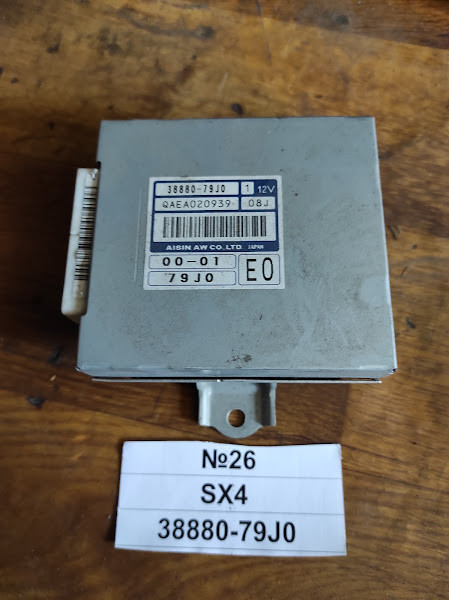 38880-79J0 1 12V
QAEA020939 08J
AISIN AW CO., LTD. JAPAN
00-01
79J0
E0
№26
SX4
38880-79J0